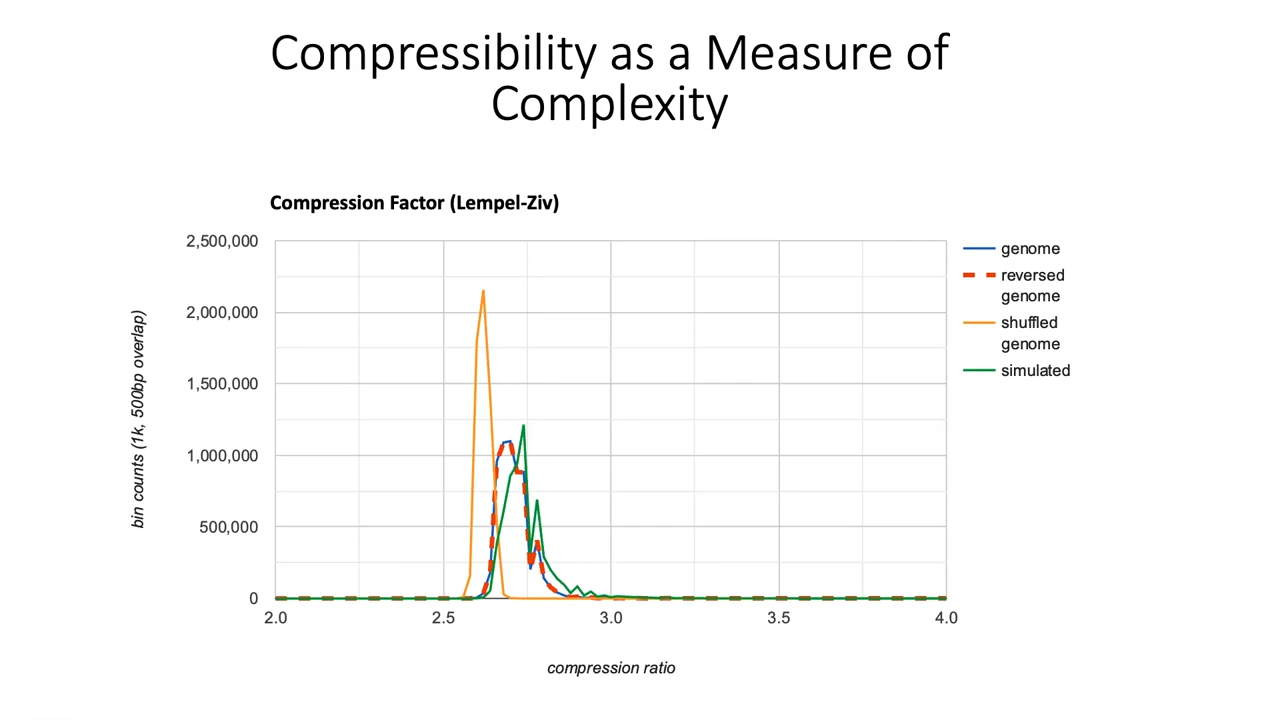 Compressibility as a Measure of
Complexity
Compression Factor (Lempel-Ziv)
2,500,000
2,000,000
1,500,000
1,000,000
500,000
0
bin counts (1k, 500bp overlap)
2.0
2.5
3.0
3.5
4.0
compression ratio
genome
reversed
genome
shuffled
genome
simulated